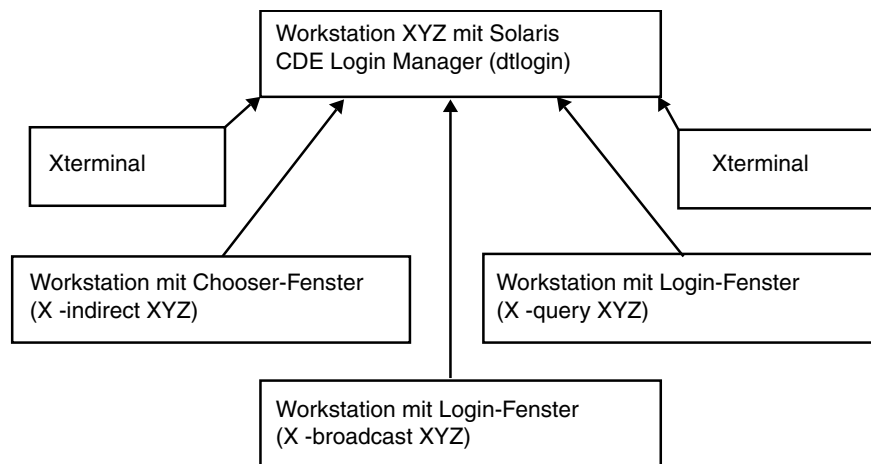 Workstation XYZ mit Solaris
CDE Login Manager (dtlogin)
Xterminal
Xterminal
Workstation mit Chooser-Fenster
(X -indirect XYZ)
Workstation mit Login-Fenster
(X -query XYZ)
Workstation mit Login-Fenster
(X -broadcast XYZ)